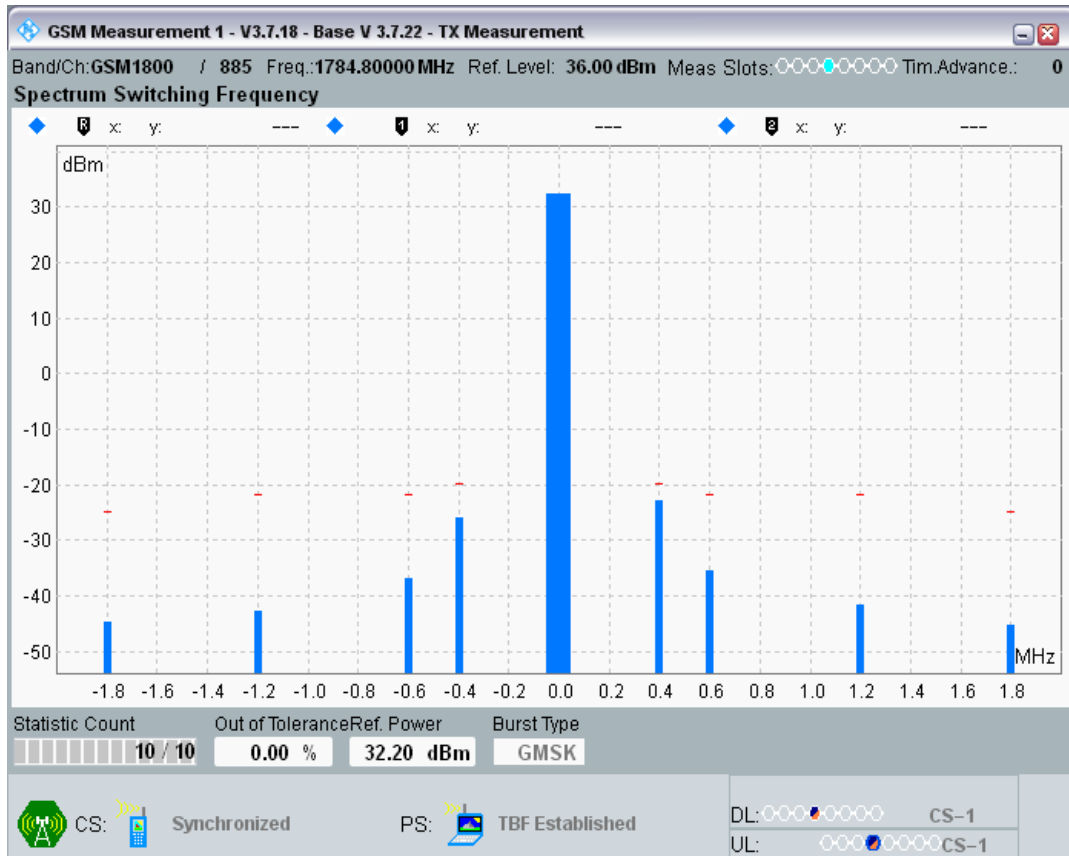 GSM Measurement 1 - V3.7.18 - Base V 3.7.22 - TX Measurement
Band/Ch:GSM1800 / 885 Freq.:1784.80000 MHz Ref. Level: 36.00 dBm Meas Slots: Tim.Advance.: 0
Spectrum Switching Frequency
R x: y: --- 1 x: y: --- 2 x: y: ---
dBm
30
20
10
0
-10
-20
-30
-40
-50
MHz
-1.8 -1.6 -1.4 -1.2 -1.0 -0.8 -0.6 -0.4 -0.2 0.0 0.2 0.4 0.6 0.8 1.0 1.2 1.4 1.6 1.8
Statistic Count Out of Tolerance Ref. Power Burst Type
10 / 10 0.00 % 32.20 dBm GMSK
CS: Synchronized PS: TBF Established DL: CS-1
UL: CS-1